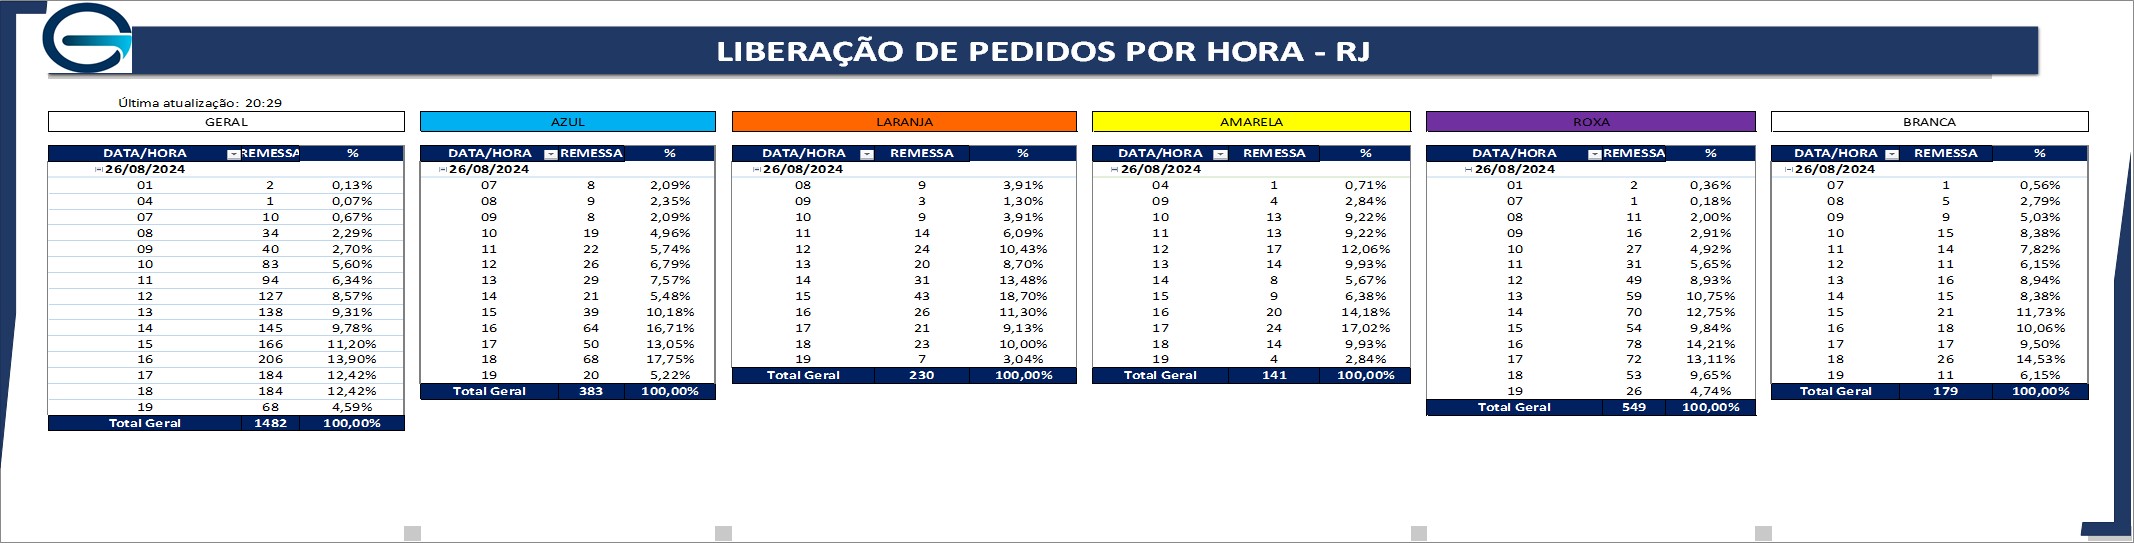 LIBERAÇÃO DE PEDIDOS POR HORA - RJ
Última atualização: 20:29
GERAL
DATA/HORA REMESSA %
26/08/2024
01 2 0,13%
04 1 0,07%
07 10 0,67%
08 34 2,29%
09 40 2,70%
10 83 5,60%
11 94 6,34%
12 127 8,57%
13 138 9,31%
14 145 9,78%
15 166 11,20%
16 206 13,90%
17 184 12,42%
18 184 12,42%
19 68 4,59%
Total Geral 1482 100,00%
AZUL
DATA/HORA REMESSA %
26/08/2024
07 8 2,09%
08 9 2,35%
09 8 2,09%
10 19 4,96%
11 22 5,74%
12 26 6,79%
13 29 7,57%
14 21 5,48%
15 39 10,18%
16 64 16,71%
17 50 13,05%
18 68 17,75%
19 20 5,22%
Total Geral 383 100,00%
LARANJA
DATA/HORA REMESSA %
26/08/2024
08 9 3,91%
09 3 1,30%
10 9 3,91%
11 14 6,09%
12 24 10,43%
13 20 8,70%
14 31 13,48%
15 43 18,70%
16 26 11,30%
17 21 9,13%
18 23 10,00%
19 7 3,04%
Total Geral 230 100,00%
AMARELA
DATA/HORA REMESSA %
26/08/2024
04 1 0,71%
09 4 2,84%
10 13 9,22%
11 13 9,22%
12 17 12,06%
13 14 9,93%
14 8 5,67%
15 9 6,38%
16 20 14,18%
17 24 17,02%
18 14 9,93%
19 4 2,84%
Total Geral 141 100,00%
ROXA
DATA/HORA REMESSA %
26/08/2024
01 2 0,36%
07 1 0,18%
08 11 2,00%
09 16 2,91%
10 27 4,92%
11 31 5,65%
12 49 8,93%
13 59 10,75%
14 70 12,75%
15 54 9,84%
16 78 14,21%
17 72 13,11%
18 53 9,65%
19 26 4,74%
Total Geral 549 100,00%
BRANCA
DATA/HORA REMESSA %
26/08/2024
07 1 0,56%
08 5 2,79%
09 9 5,03%
10 15 8,38%
11 14 7,82%
12 11 6,15%
13 16 8,94%
14 15 8,38%
15 21 11,73%
16 18 10,06%
17 17 9,50%
18 26 14,53%
19 11 6,15%
Total Geral 179 100,00%